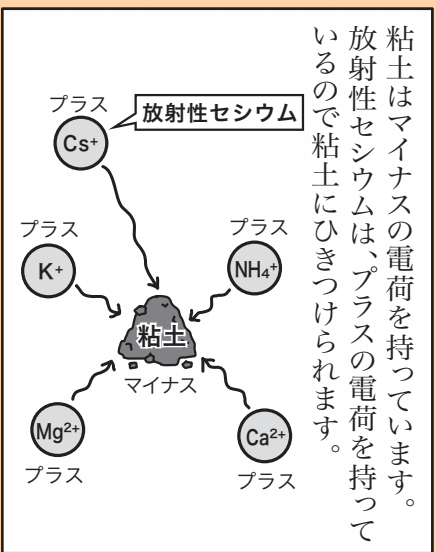 粘土はマイナスの電荷を持っています。
放射性セシウムは、プラスの電荷を持って
いるので粘土にひきつけられます。
放射性セシウム
プラス
Cs⁺
プラス
K⁺
プラス
NH₄⁺
粘土
マイナス
Mg²⁺
プラス
Ca²⁺
プラス